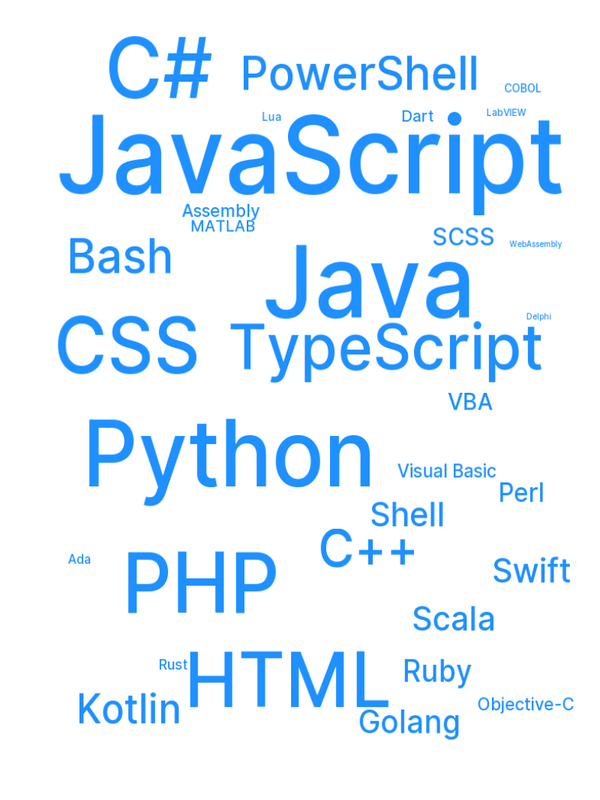 C#
PowerShell
COBOL
LabVIEW
Lua
Dart
JavaScript
Assembly
MATLAB
SCSS
WebAssembly
Bash
Java
Delphi
CSS
TypeScript
VBA
Python
Visual Basic
Perl
Shell
C++
Ada
PHP
Swift
Scala
Rust
HTML
Ruby
Kotlin
Objective-C
Golang